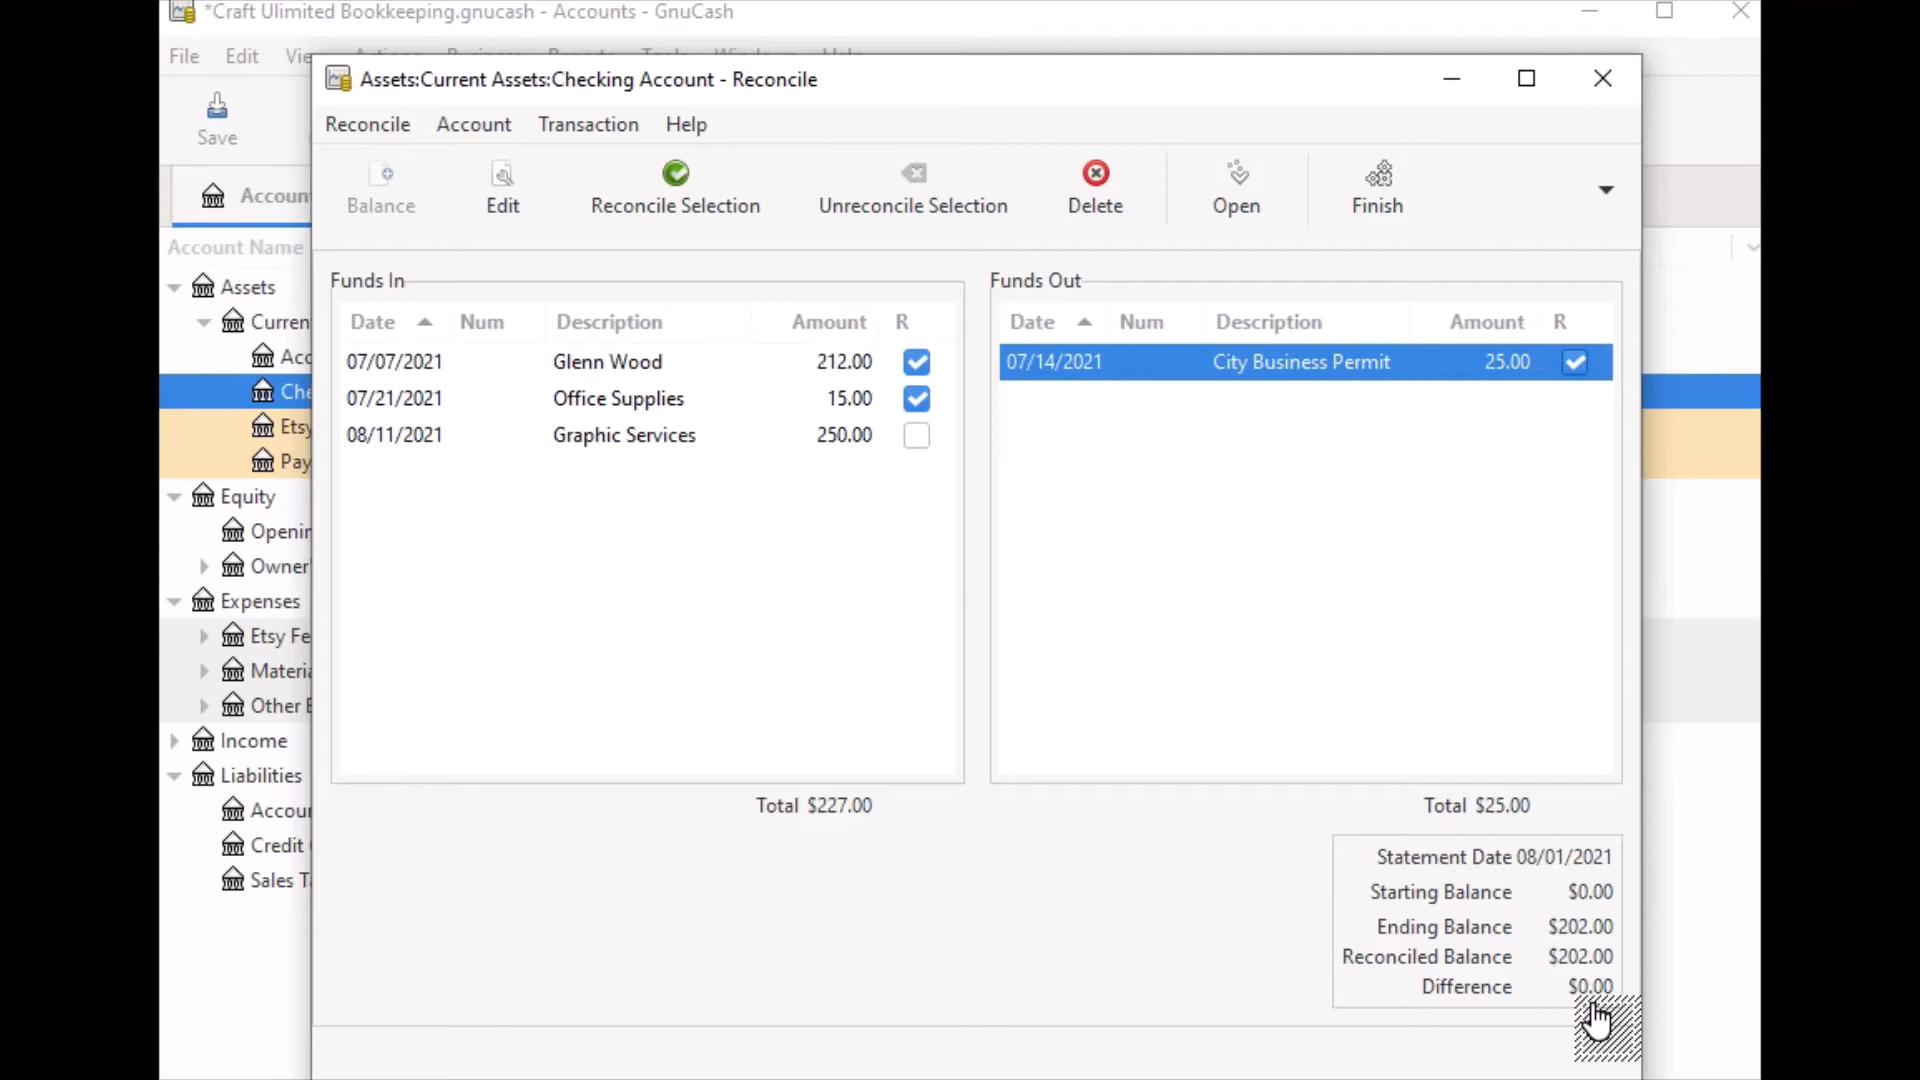 *Craft Ulimited Bookkeeping.gnucash - Accounts - GnuCash
File Edit
Assets:Current Assets:Checking Account - Reconcile
Reconcile Account Transaction Help
Save
Balance Edit Reconcile Selection Unreconcile Selection Delete Open Finish
Account Name
Assets
Equity
Expenses
Income
Liabilities
Funds In
Date Num Description Amount R
07/07/2021 Glenn Wood 212.00
07/21/2021 Office Supplies 15.00
08/11/2021 Graphic Services 250.00
Total $227.00
Funds Out
Date Num Description Amount R
07/14/2021 City Business Permit 25.00
Total $25.00
Statement Date 08/01/2021
Starting Balance $0.00
Ending Balance $202.00
Reconciled Balance $202.00
Difference $0.00